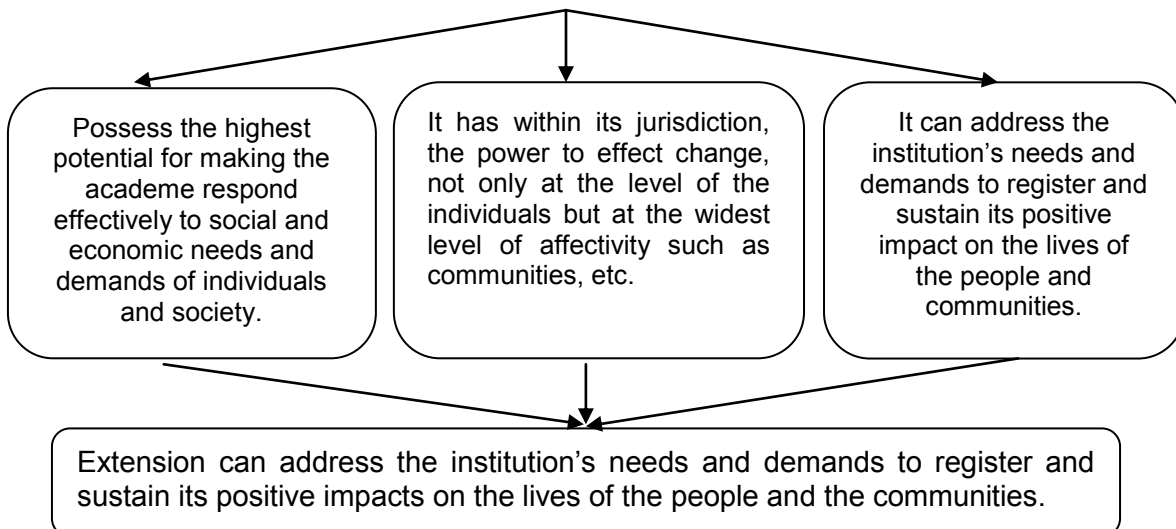 Possess the highest
potential for making the
academe respond
effectively to social and
economic needs and
demands of individuals
and society.
It has within its jurisdiction,
the power to effect change,
not only at the level of the
individuals but at the widest
level of affectivity such as
communities, etc.
It can address the
institution’s needs and
demands to register and
sustain its positive
impact on the lives of
the people and
communities.
Extension can address the institution’s needs and demands to register and
sustain its positive impacts on the lives of the people and the communities.